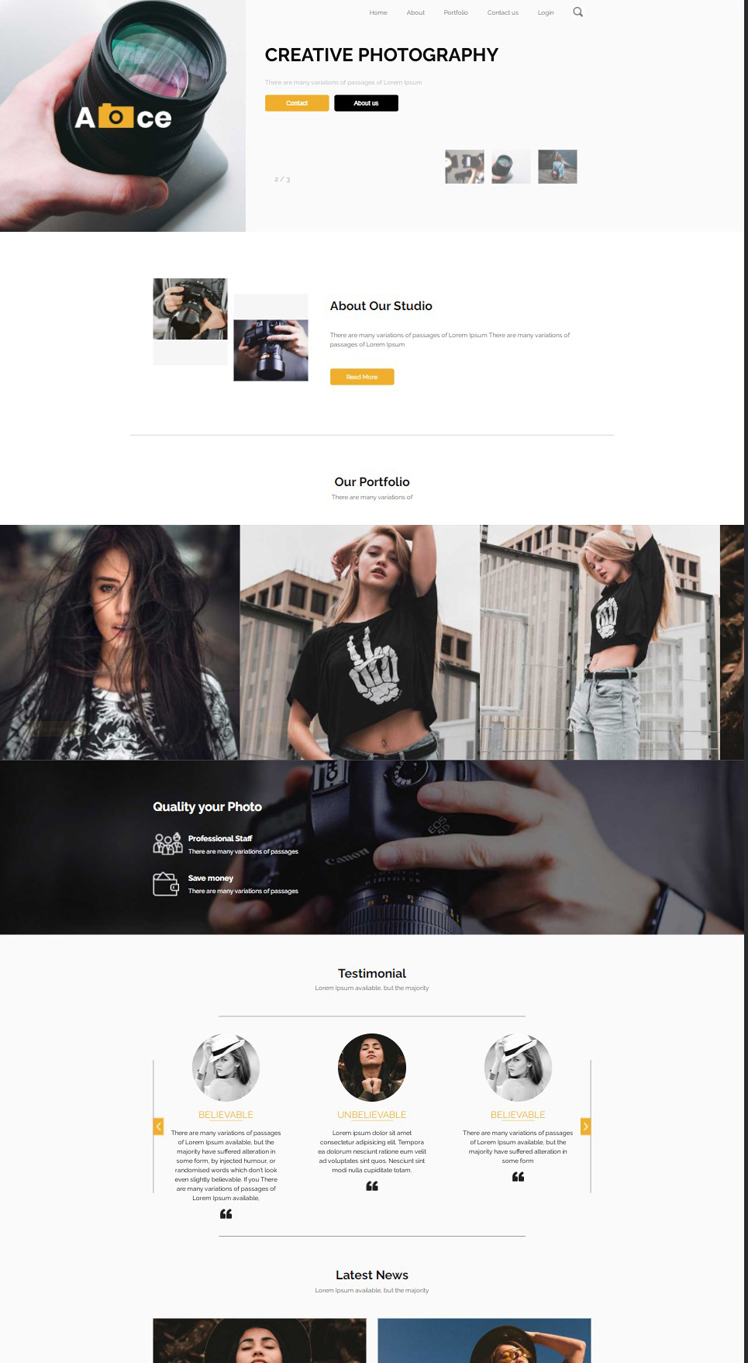 Home About Portfolio Contact us Login
A ce
CREATIVE PHOTOGRAPHY
There are many variations of passages of Lorem Ipsum
Contact About us
2 / 3
About Our Studio
There are many variations of passages of Lorem Ipsum There are many variations of
passages of Lorem Ipsum
Read More
Our Portfolio
There are many variations of
Quality your Photo
Professional Staff
There are many variations of passages
Save money
There are many variations of passages
Canon
EOS
5D
Testimonial
Lorem Ipsum available, but the majority
BELIEVABLE
There are many variations of passages
of Lorem Ipsum available, but the
majority have suffered alteration in
some form, by injected humour, or
randomised words which don't look
even slightly believable. If you There
are many variations of passages of
Lorem Ipsum available.
UNBELIEVABLE
Lorem ipsum dolor sit amet
consectetur adipisicing elit. Tempora
ea dolorum nesciunt ratione eum velit
ad voluptates sint quos. Nesciunt sint
modi nulla cupiditate totam.
BELIEVABLE
There are many variations of passages
of Lorem Ipsum available, but the
majority have suffered alteration in
some form
Latest News
Lorem Ipsum available, but the majority